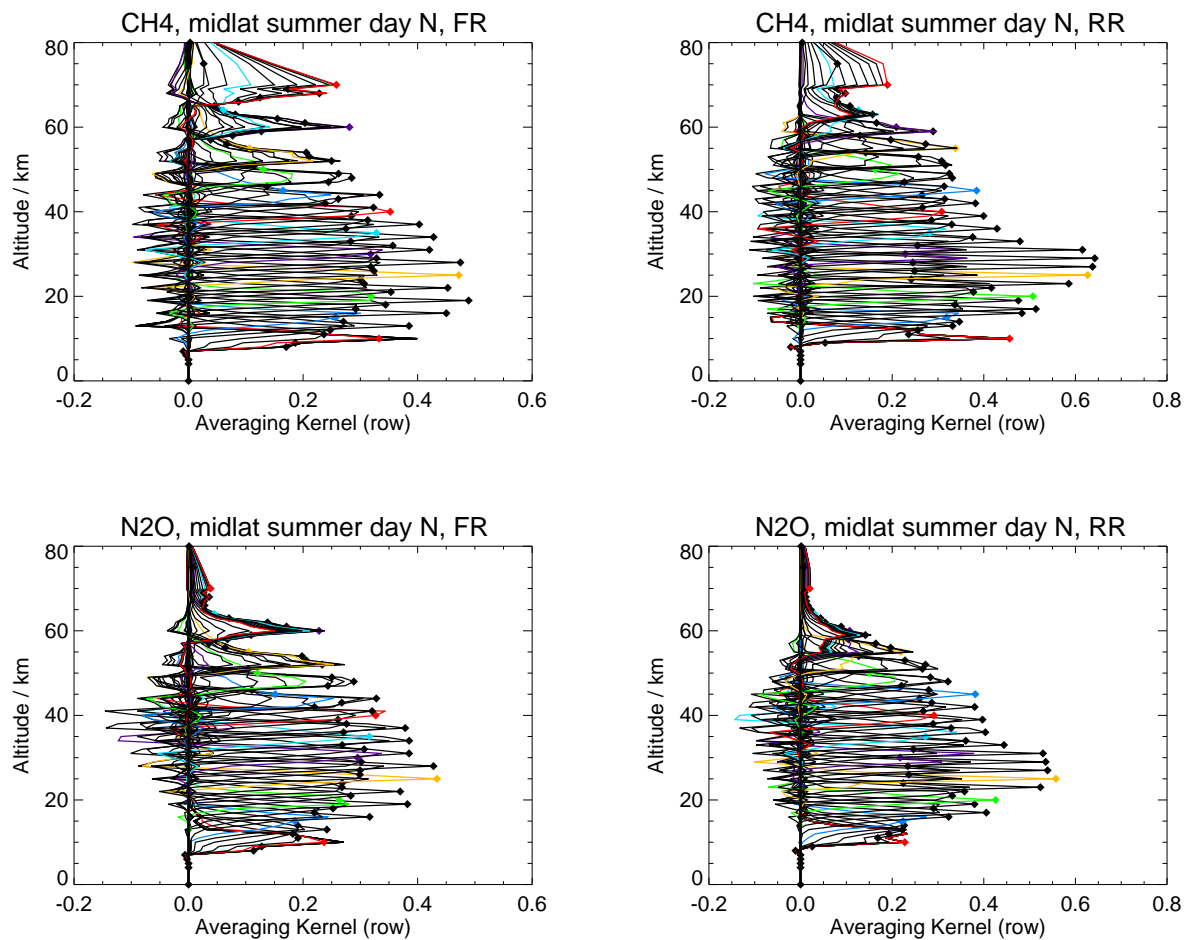 CH4, midlat summer day N, FR
80
60
40
20
0
Altitude / km
-0.2 0.0 0.2 0.4 0.6
Averaging Kernel (row)
CH4, midlat summer day N, RR
80
60
40
20
0
Altitude / km
-0.2 0.0 0.2 0.4 0.6 0.8
Averaging Kernel (row)
N2O, midlat summer day N, FR
80
60
40
20
0
Altitude / km
-0.2 0.0 0.2 0.4 0.6
Averaging Kernel (row)
N2O, midlat summer day N, RR
80
60
40
20
0
Altitude / km
-0.2 0.0 0.2 0.4 0.6 0.8
Averaging Kernel (row)